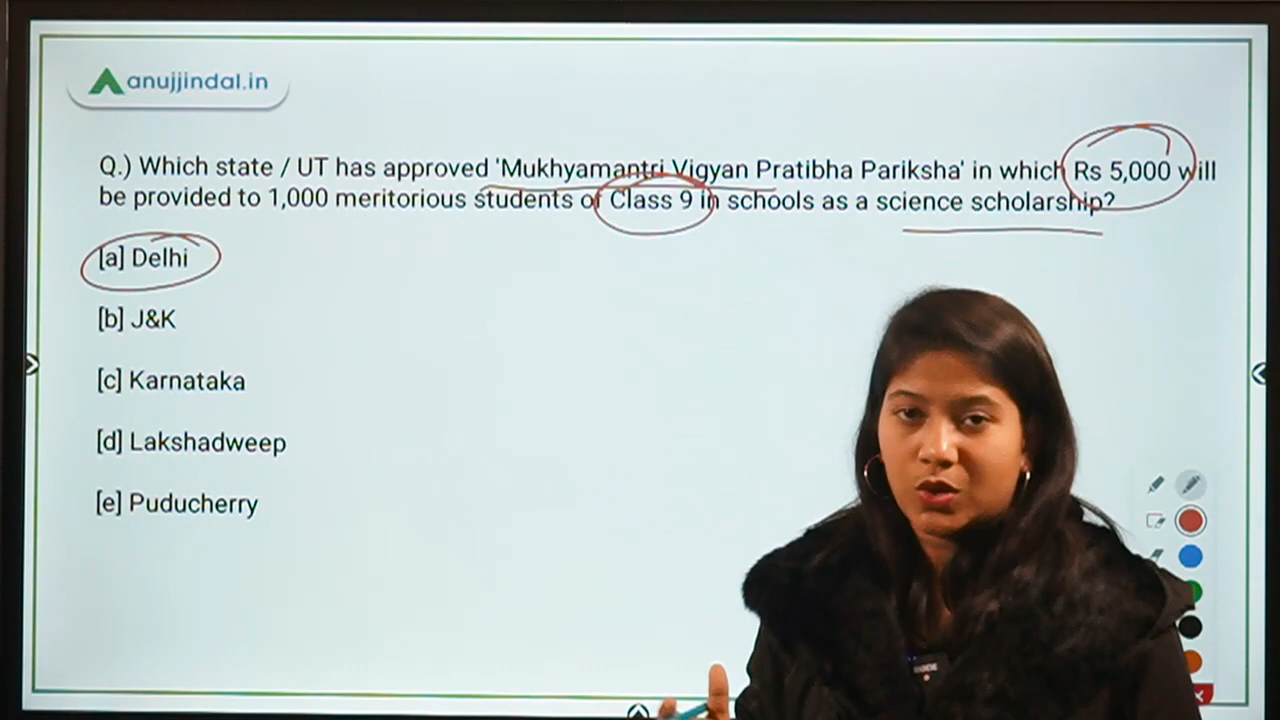 anujjindal.in
Q.) Which state / UT has approved 'Mukhyamantri Vigyan Pratibha Pariksha' in which Rs 5,000 will
be provided to 1,000 meritorious students of Class 9 in schools as a science scholarship?
[a] Delhi
[b] J&K
[c] Karnataka
[d] Lakshadweep
[e] Puducherry